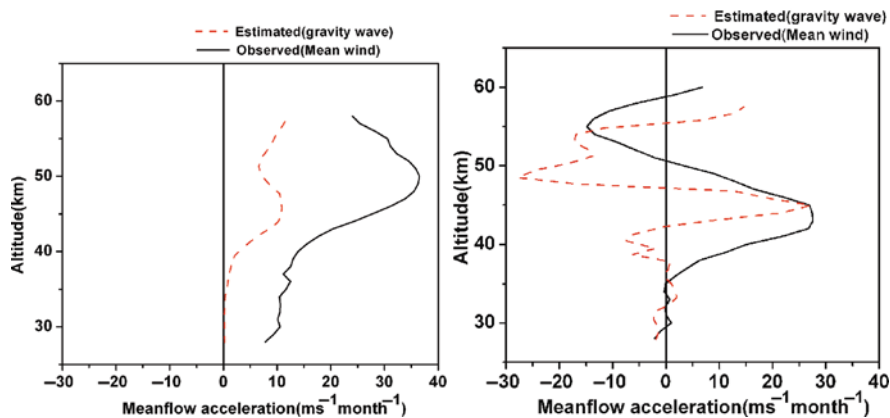 Estimated(gravity wave)
Observed(Mean wind)
60
50
40
30
Altitude(km)
−30 −20 −10 0 10 20 30 40
Meanflow acceleration(ms⁻¹month⁻¹)
Estimated(gravity wave)
Observed(Mean wind)
60
50
40
30
Altitude(km)
−30 −20 −10 0 10 20 30 40
Meanflow acceleration(ms⁻¹month⁻¹)